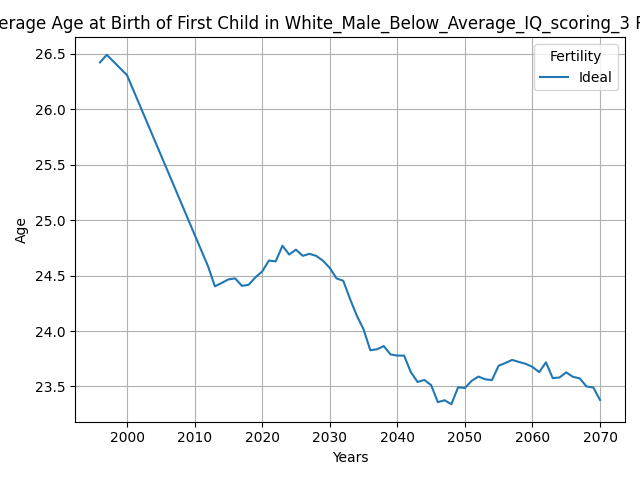 Age at Birth of First Child in White_Male_Below_Average_IQ_scoring_3
Fertility
Ideal
26.5
26.0
25.5
25.0
24.5
24.0
23.5
Age
2000 2010 2020 2030 2040 2050 2060 2070
Years